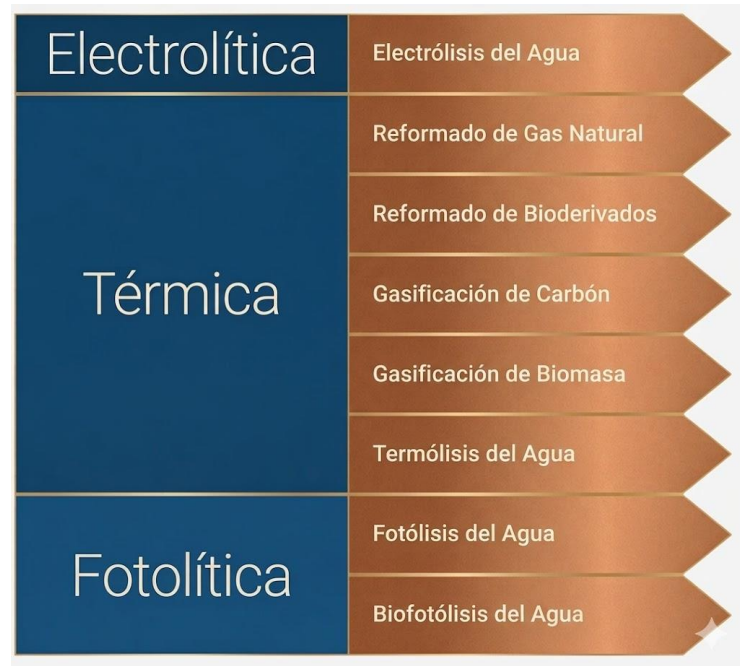 Electrolítica
Electrólisis del Agua
Térmica
Reformado de Gas Natural
Reformado de Bioderivados
Gasificación de Carbón
Gasificación de Biomasa
Termólisis del Agua
Fotolítica
Fotólisis del Agua
Biofotólisis del Agua